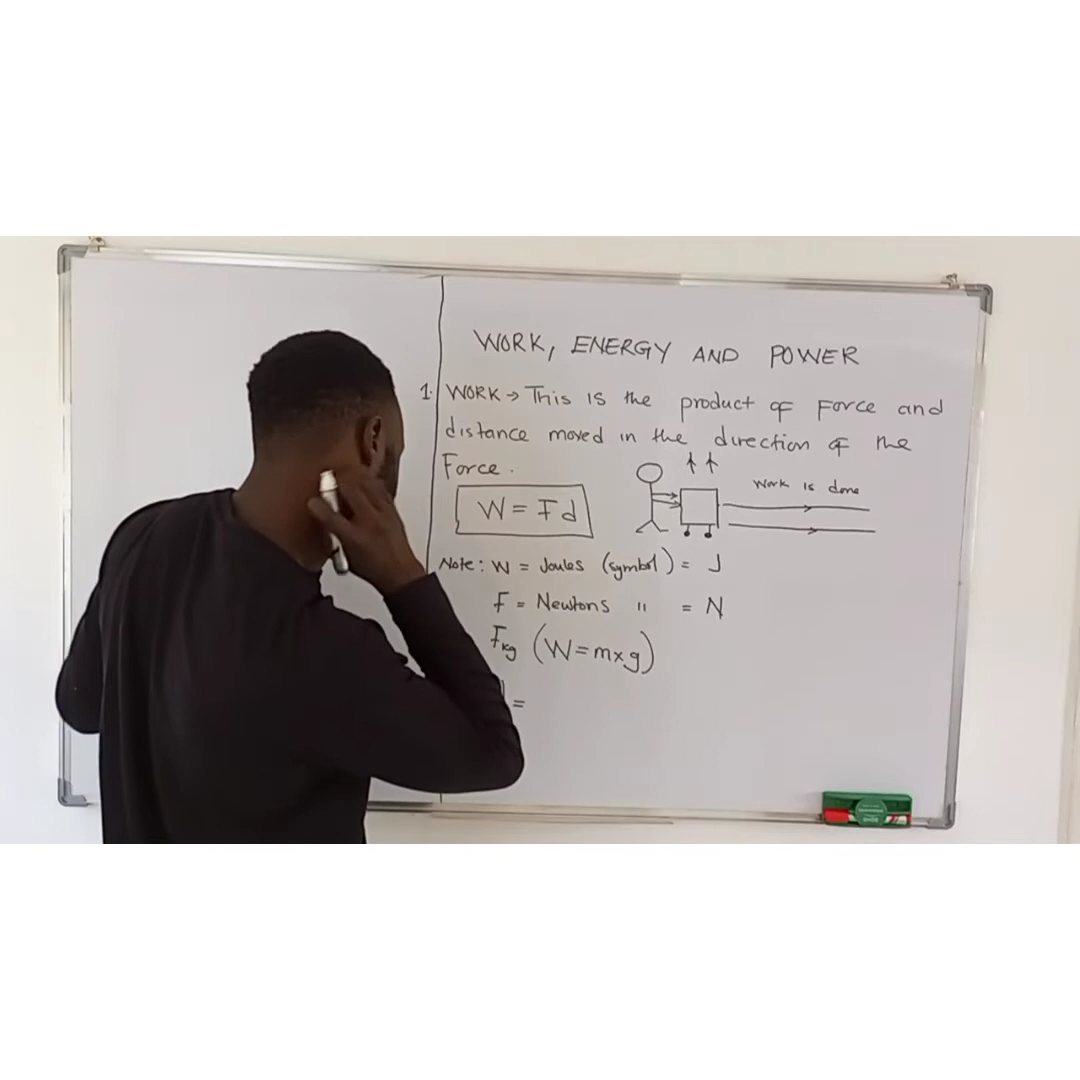 WORK, ENERGY AND POWER
1. WORK → This is the product of Force and
distance moved in the direction of the
Force.
Work is done
W = Fd
Note: W = Joules (symbol) = J
F = Newtons " = N
Fkg (W = m x g)
=